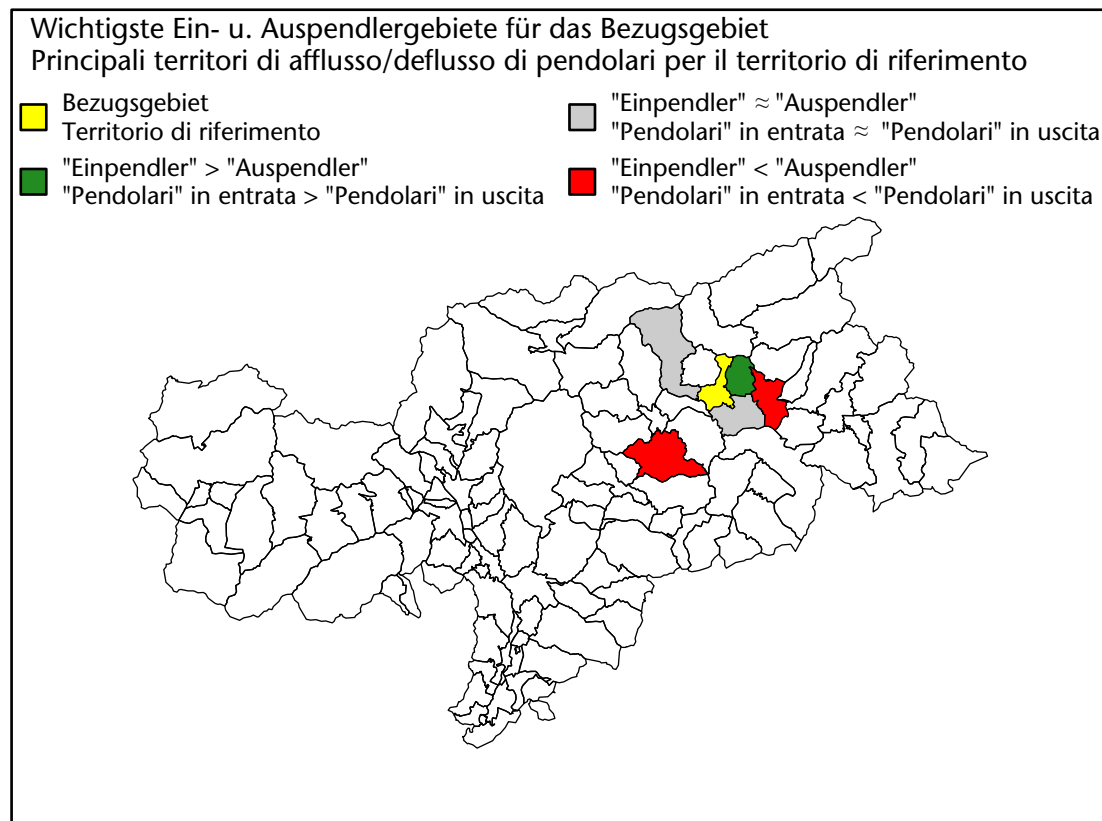 Wichtigste Ein- u. Auspendlergebiete für das Bezugsgebiet
Principali territori di afflusso/deflusso di pendolari per il territorio di riferimento
Bezugsgebiet
Territorio di riferimento
"Einpendler" > "Auspendler"
"Pendolari" in entrata > "Pendolari" in uscita
"Einpendler" ≈ "Auspendler"
"Pendolari" in entrata ≈ "Pendolari" in uscita
"Einpendler" < "Auspendler"
"Pendolari" in entrata < "Pendolari" in uscita